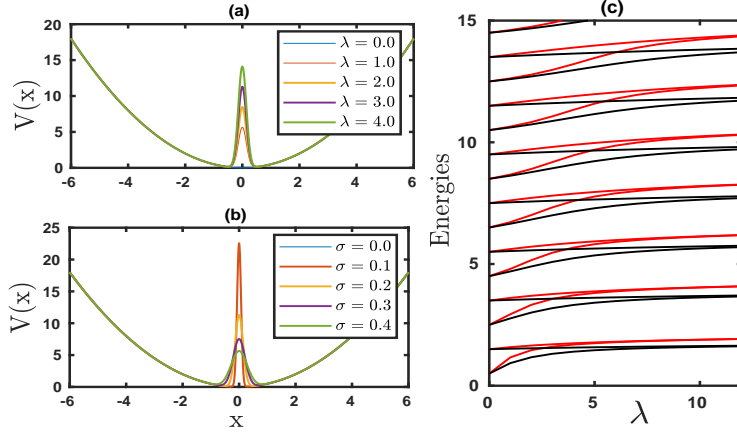 (a)
V(x)
20
15
10
5
0
λ = 0.0
λ = 1.0
λ = 2.0
λ = 3.0
λ = 4.0
-6 -4 -2 0 2 4 6
(b)
V(x)
25
20
15
10
5
0
σ = 0.0
σ = 0.1
σ = 0.2
σ = 0.3
σ = 0.4
-6 -4 -2 0 2 4 6
x
(c)
Energies
15
10
5
0
0 5 10
λ